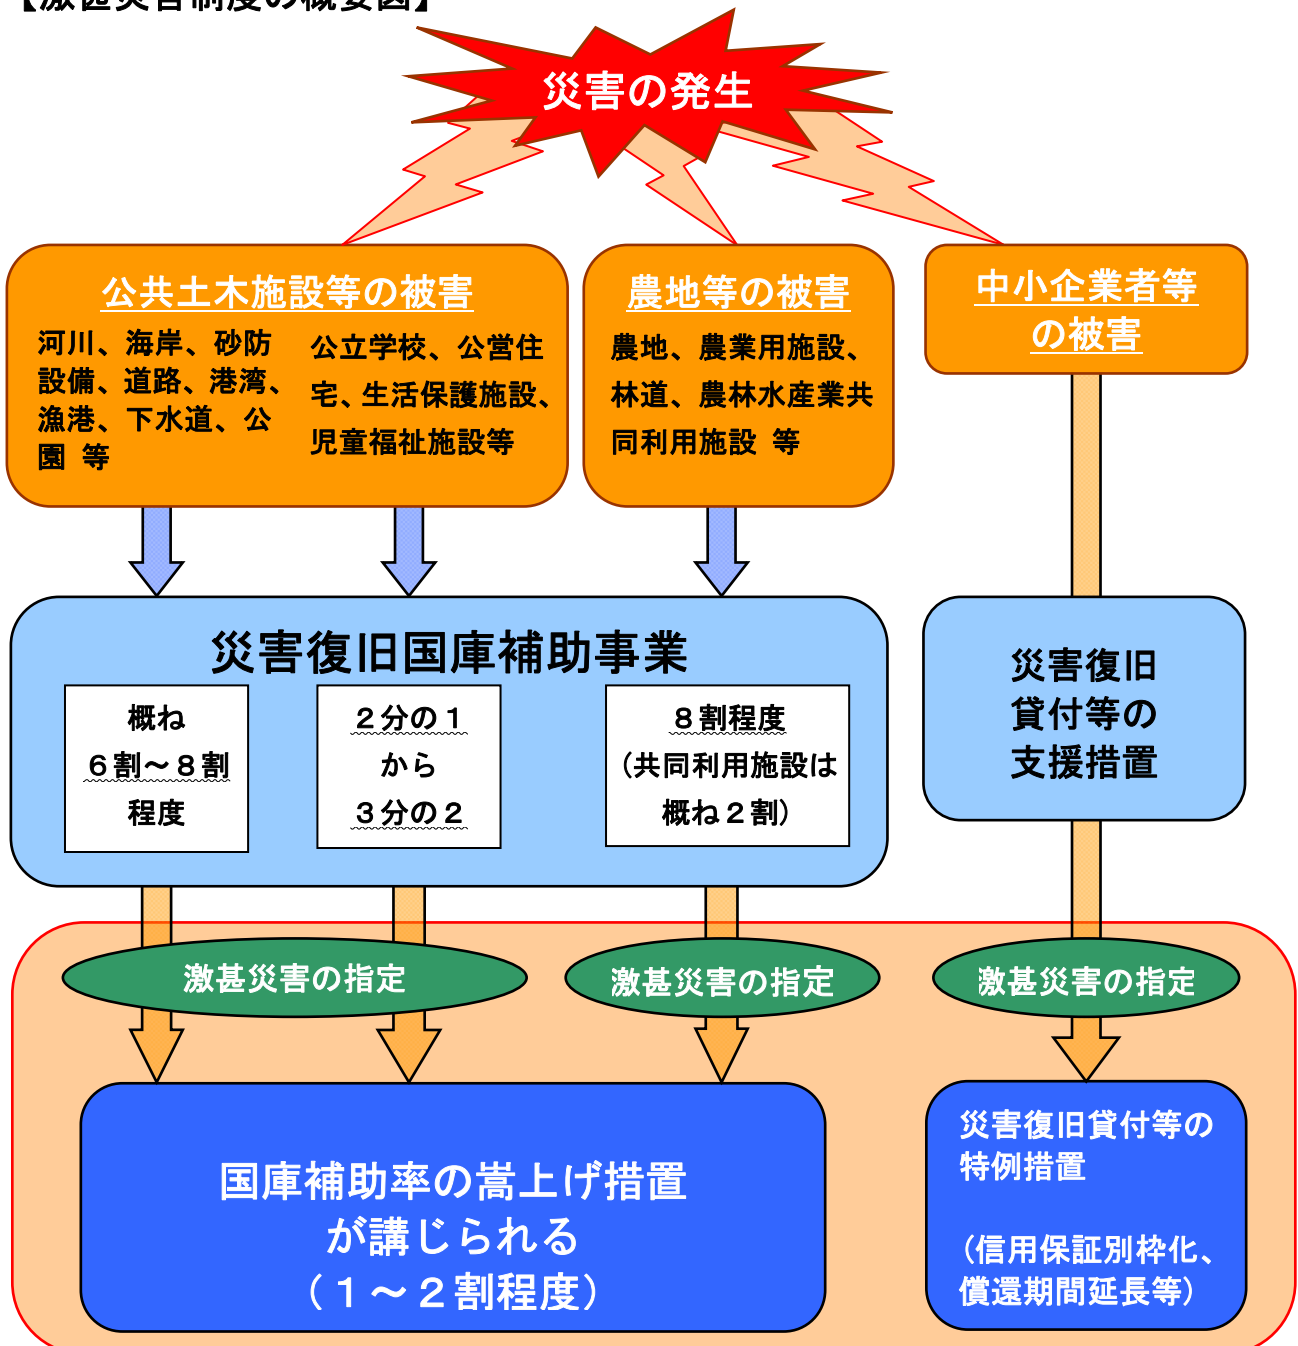 【激甚災害制度の概要図】
災害の発生
公共土木施設等の被害
河川、海岸、砂防
設備、道路、港湾、
漁港、下水道、公
園 等
公立学校、公営住
宅、生活保護施設、
児童福祉施設等
農地等の被害
農地、農業用施設、
林道、農林水産業共
同利用施設 等
中小企業者等
の被害
災害復旧国庫補助事業
概ね
６割～８割
程度
２分の１
から
３分の２
８割程度
（共同利用施設は
概ね２割）
災害復旧
貸付等の
支援措置
激甚災害の指定
激甚災害の指定
激甚災害の指定
国庫補助率の嵩上げ措置
が講じられる
（１～２割程度）
災害復旧貸付等の
特例措置
（信用保証別枠化、
償還期間延長等）